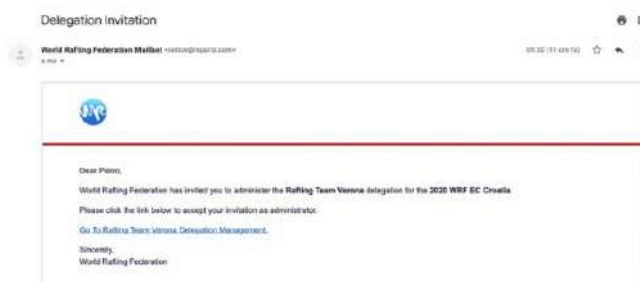 Delegation Invitation
World Rafting Federation Mailbot
a me
WRF
Dear Pietro,
World Rafting Federation has invited you to administer the Rafting Team Verona delegation for the 2020 WRF EC Croatia
Please click the link below to accept your invitation as administrator.
Go To Rafting Team Verona Delegation Management.
Sincerely,
World Rafting Federation